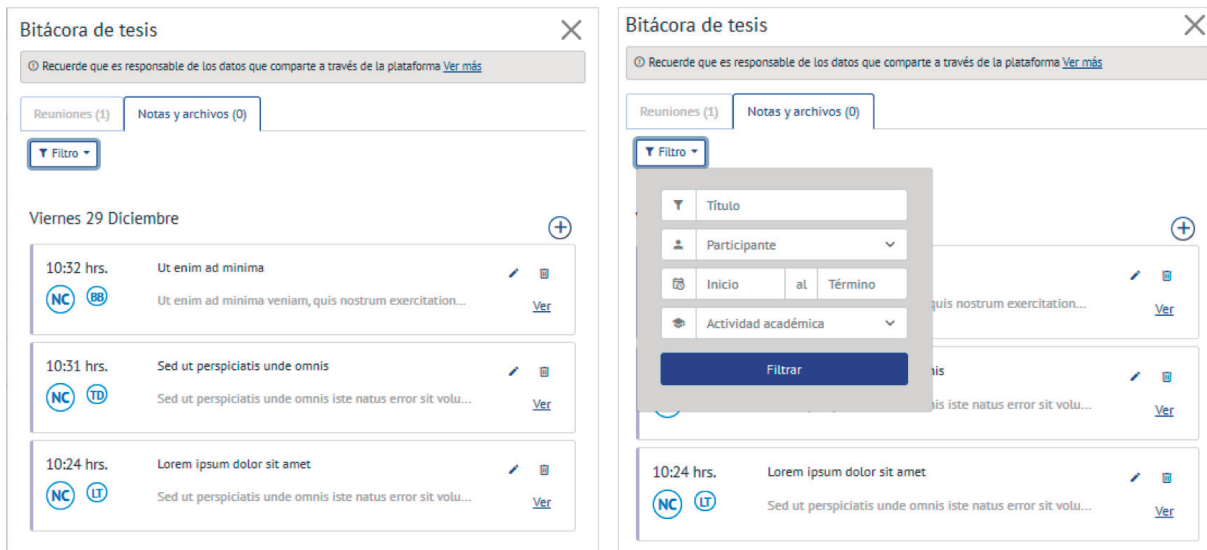 Bitácora de tesis
Recuerde que es responsable de los datos que comparte a través de la plataforma Ver más
Reuniones (1)
Notas y archivos (0)
Filtro
Viernes 29 Diciembre
10:32 hrs.
Ut enim ad minima
NC
BB
Ut enim ad minima veniam, quis nostrum exercitation...
Ver
10:31 hrs.
Sed ut perspiciatis unde omnis
NC
TD
Sed ut perspiciatis unde omnis iste natus error sit volu...
Ver
10:24 hrs.
Lorem ipsum dolor sit amet
NC
LT
Sed ut perspiciatis unde omnis iste natus error sit volu...
Ver
Bitácora de tesis
Recuerde que es responsable de los datos que comparte a través de la plataforma Ver más
Reuniones (1)
Notas y archivos (0)
Filtro
Título
Participante
Inicio
al
Término
Actividad académica
Filtrar
quis nostrum exercitation...
Ver
iste natus error sit volu...
Ver
10:24 hrs.
Lorem ipsum dolor sit amet
NC
LT
Sed ut perspiciatis unde omnis iste natus error sit volu...
Ver